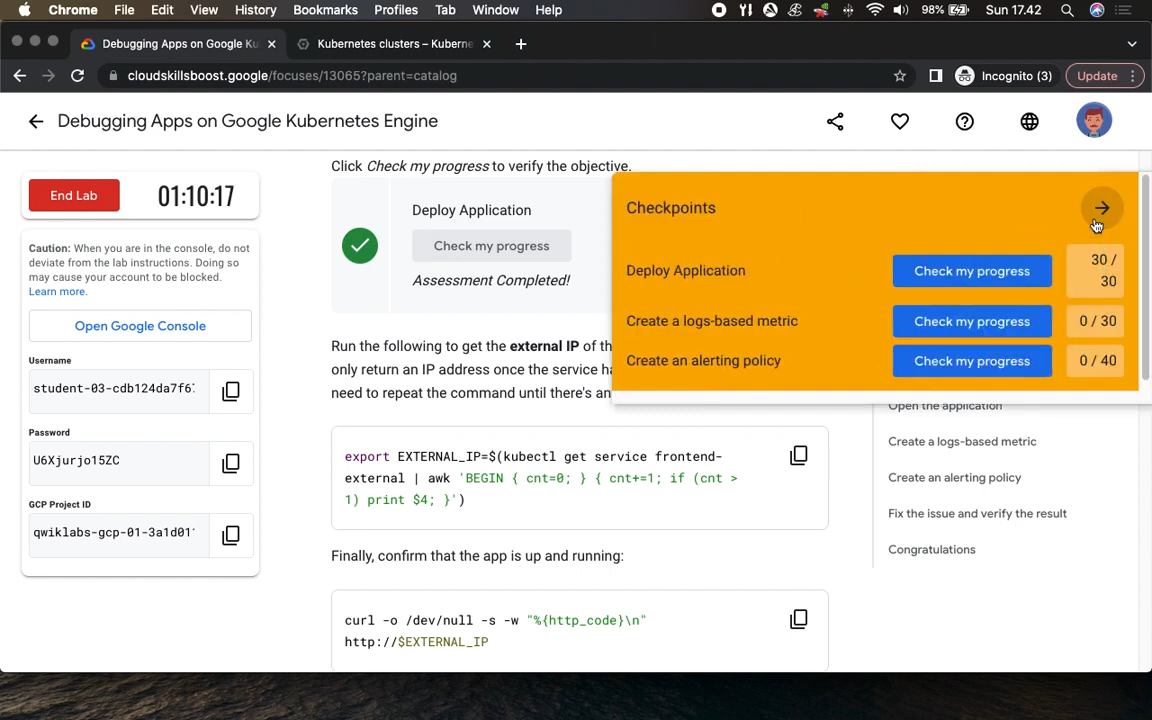 Chrome File Edit View History Bookmarks Profiles Tab Window Help 98% Sun 17.42
Debugging Apps on Google Ku
Kubernetes clusters – Kuberne
cloudskillsboost.google/focuses/13065?parent=catalog
Incognito (3)
Update
Debugging Apps on Google Kubernetes Engine
End Lab
01:10:17
Caution: When you are in the console, do not
deviate from the lab instructions. Doing so
may cause your account to be blocked.
Learn more.
Open Google Console
Username
student-03-cdb124da7f6
Password
U6Xjurjo15ZC
GCP Project ID
qwiklabs-gcp-01-3a1d01
Click Check my progress to verify the objective.
Deploy Application
Check my progress
Assessment Completed!
Run the following to get the external IP of th
only return an IP address once the service ha
need to repeat the command until there's an
export EXTERNAL_IP=$(kubectl get service frontend-
external | awk 'BEGIN { cnt=0; } { cnt+=1; if (cnt >
1) print $4; }')
Finally, confirm that the app is up and running:
curl -o /dev/null -s -w "%{http_code}\n"
http://$EXTERNAL_IP
Checkpoints
Deploy Application
Check my progress
30 /
30
Create a logs-based metric
Check my progress
0 / 30
Create an alerting policy
Check my progress
0 / 40
Open the application
Create a logs-based metric
Create an alerting policy
Fix the issue and verify the result
Congratulations